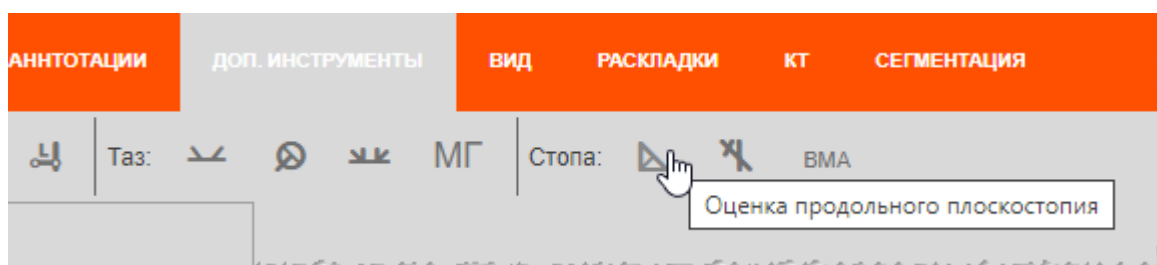 АННТОТАЦИИ ДОП. ИНСТРУМЕНТЫ ВИД РАСКЛАДКИ КТ СЕГМЕНТАЦИЯ
Таз: МГ Стопа: ВМА
Оценка продольного плоскостопия